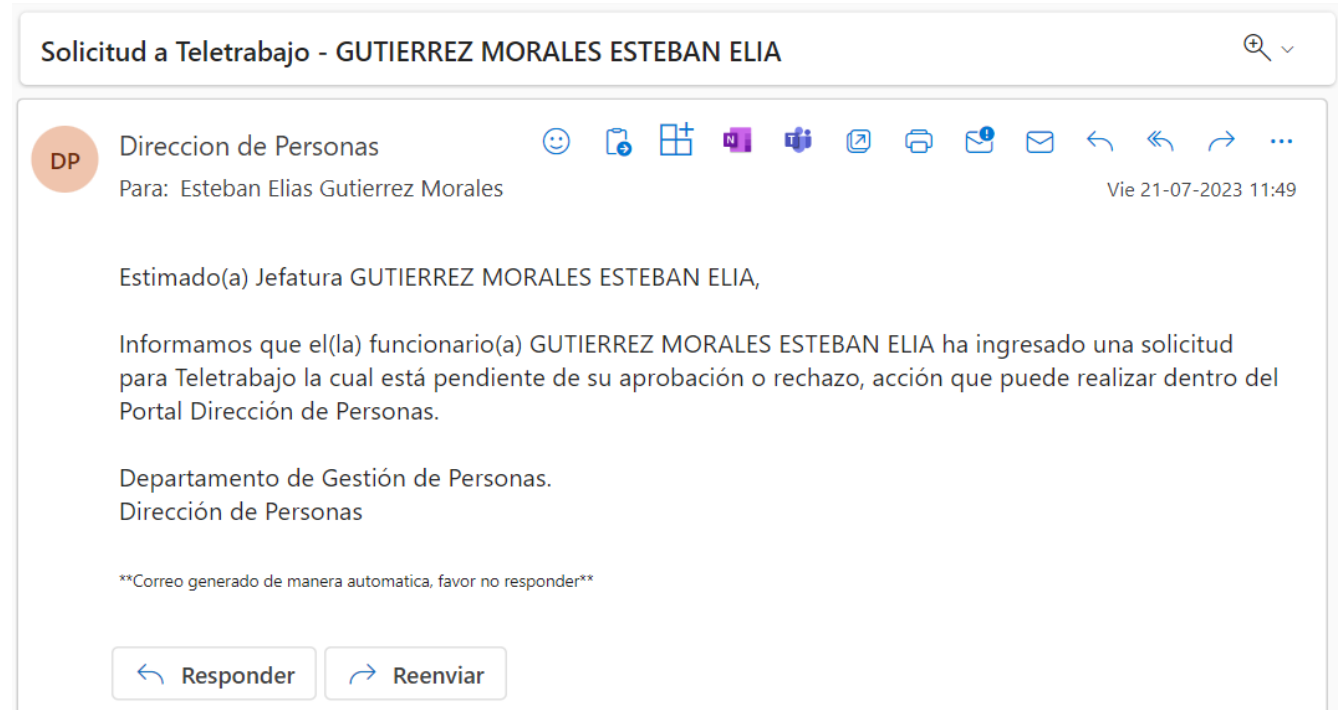 Solicitud a Teletrabajo - GUTIERREZ MORALES ESTEBAN ELIA
DP
Direccion de Personas
Para: Esteban Elias Gutierrez Morales
Vie 21-07-2023 11:49
Estimado(a) Jefatura GUTIERREZ MORALES ESTEBAN ELIA,
Informamos que el(la) funcionario(a) GUTIERREZ MORALES ESTEBAN ELIA ha ingresado una solicitud
para Teletrabajo la cual está pendiente de su aprobación o rechazo, acción que puede realizar dentro del
Portal Dirección de Personas.
Departamento de Gestión de Personas.
Dirección de Personas
**Correo generado de manera automatica, favor no responder**
Responder
Reenviar